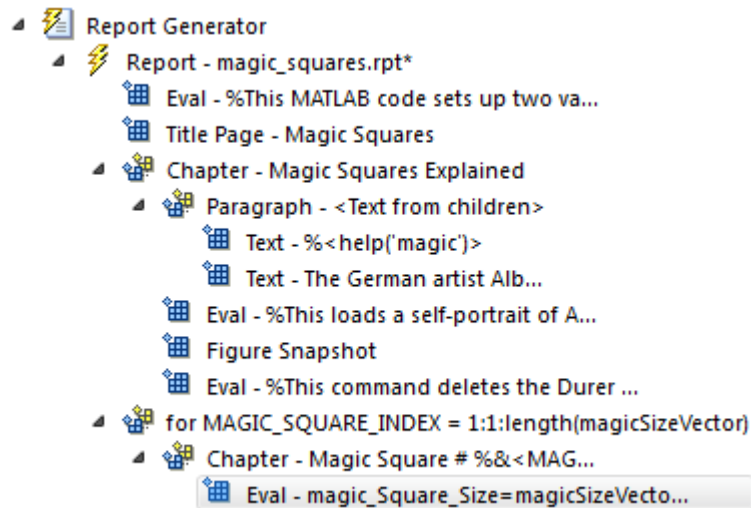 Report Generator
Report - magic_squares.rpt*
Eval - %This MATLAB code sets up two va...
Title Page - Magic Squares
Chapter - Magic Squares Explained
Paragraph - <Text from children>
Text - %<help('magic')>
Text - The German artist Alb...
Eval - %This loads a self-portrait of A...
Figure Snapshot
Eval - %This command deletes the Durer ...
for MAGIC_SQUARE_INDEX = 1:1:length(magicSizeVector)
Chapter - Magic Square # %&<MAG...
Eval - magic_Square_Size=magicSizeVecto...